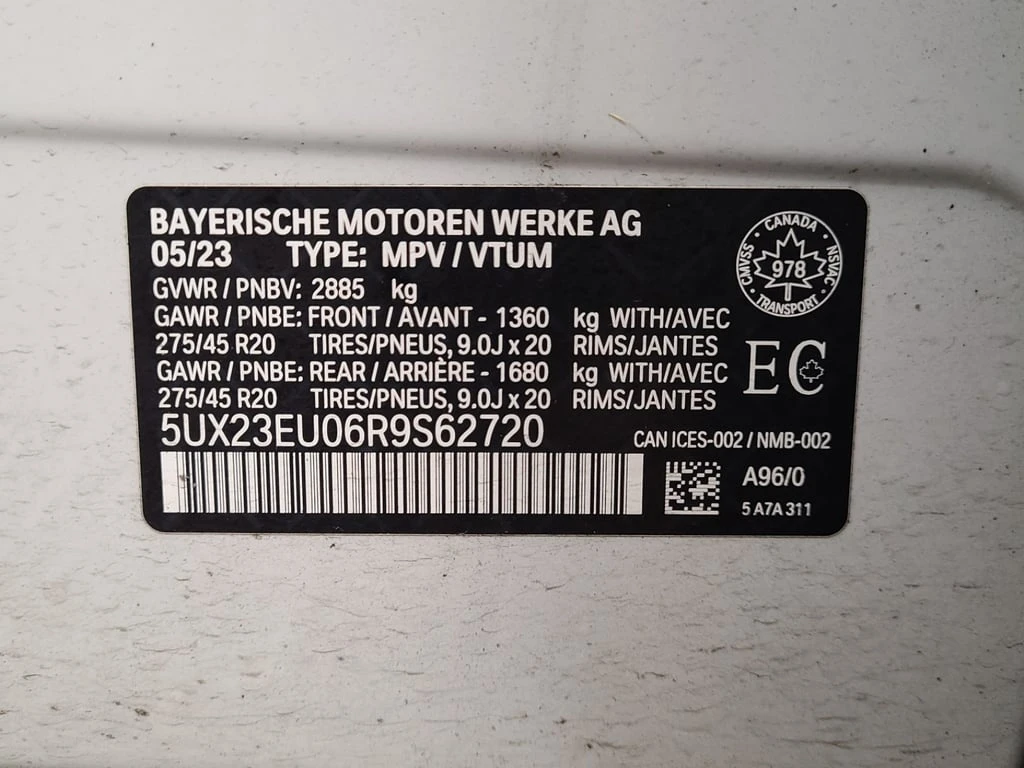 BAYERISCHE MOTOREN WERKE AG
05/23 TYPE: MPV / VTUM
GVWR / PNBV: 2885 kg
GAWR / PNBE: FRONT / AVANT - 1360 kg WITH/AVEC
275/45 R20 TIRES/PNEUS, 9.0J x 20 RIMS/JANTES
GAWR / PNBE: REAR / ARRIÈRE - 1680 kg WITH/AVEC
275/45 R20 TIRES/PNEUS, 9.0J x 20 RIMS/JANTES
5UX23EU06R9S62720
CANADA
CMVSS • NSVAC
978
TRANSPORT
EC
CAN ICES-002 / NMB-002
A96/0
5 A7A 311